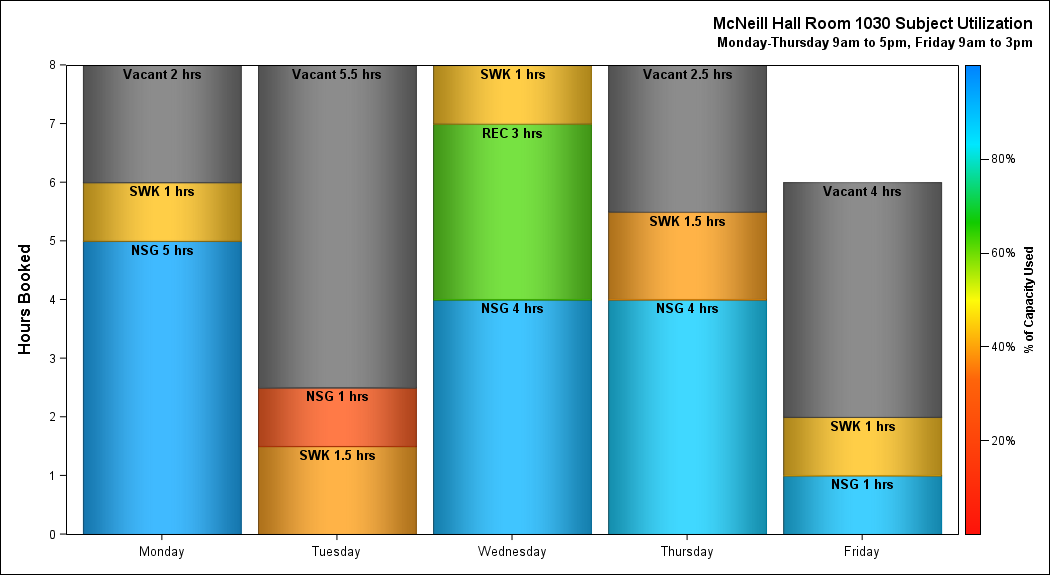 McNeill Hall Room 1030 Subject Utilization
Monday-Thursday 9am to 5pm, Friday 9am to 3pm
Hours Booked
8
7
6
5
4
3
2
1
0
Vacant 2 hrs
SWK 1 hrs
NSG 5 hrs
Vacant 5.5 hrs
NSG 1 hrs
SWK 1.5 hrs
SWK 1 hrs
REC 3 hrs
NSG 4 hrs
Vacant 2.5 hrs
SWK 1.5 hrs
NSG 4 hrs
Vacant 4 hrs
SWK 1 hrs
NSG 1 hrs
Monday
Tuesday
Wednesday
Thursday
Friday
80%
60%
40%
20%
% of Capacity Used